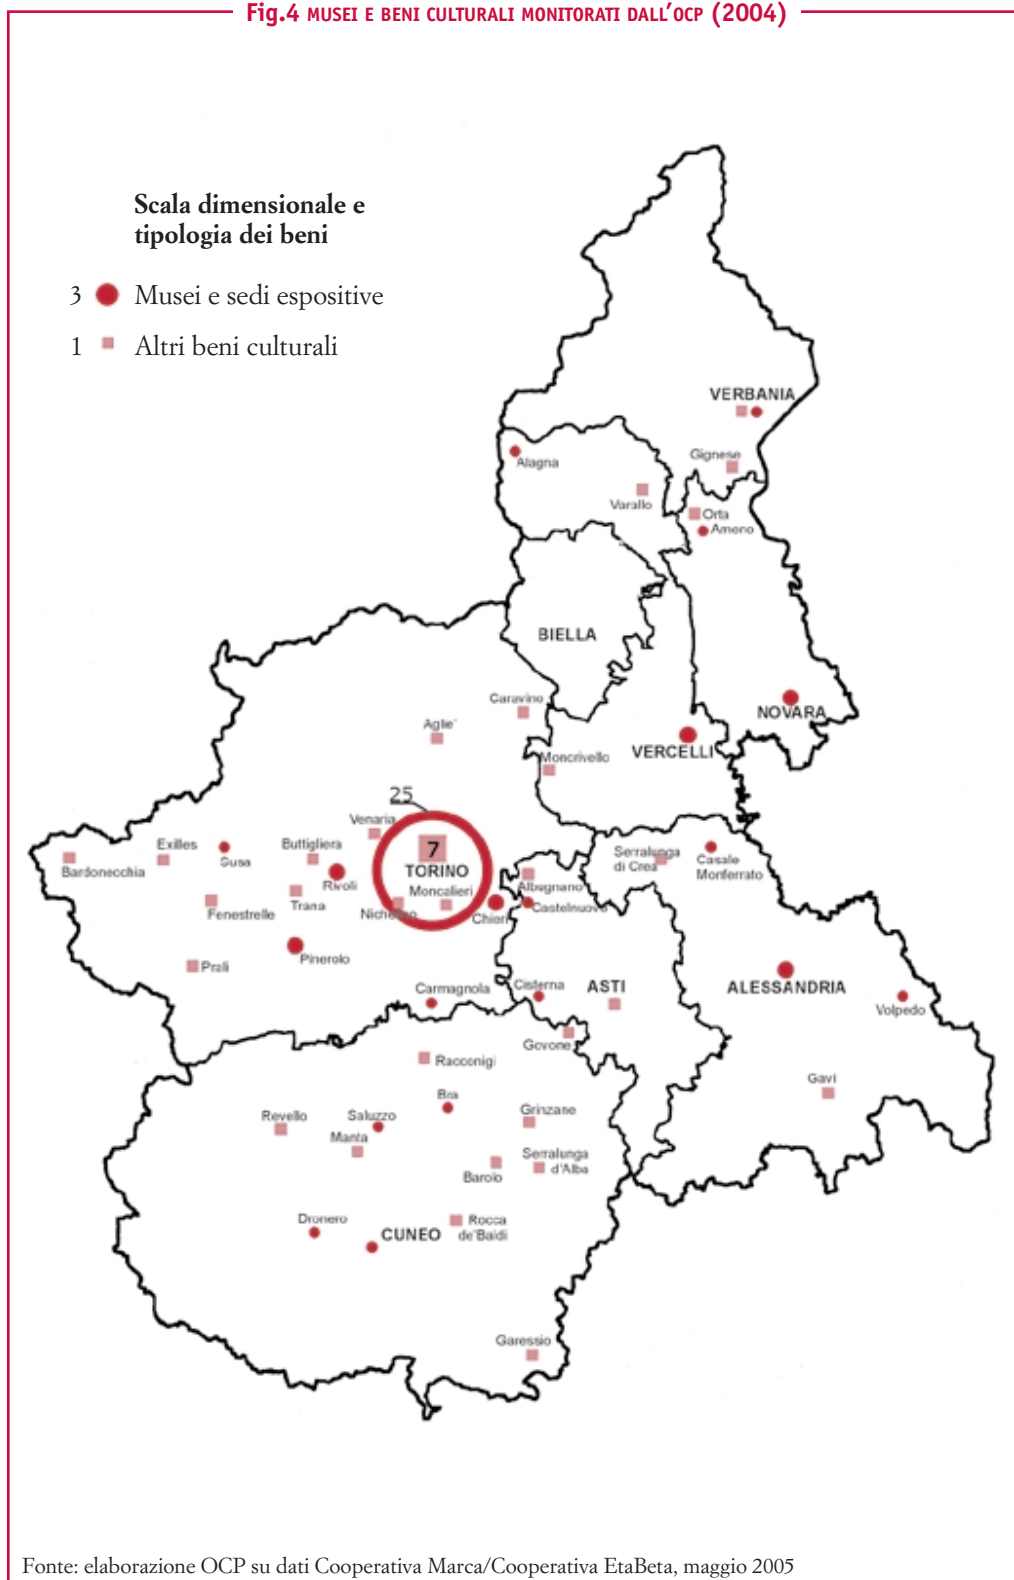 Fig.4 MUSEI E BENI CULTURALI MONITORATI DALL'OCP (2004)
Scala dimensionale e
tipologia dei beni
3 Musei e sedi espositive
1 Altri beni culturali
VERBANIA
Alagna
Gignese
Varallo
Orta
Ameno
BIELLA
Caravino
NOVARA
Aglie'
VERCELLI
Moncrivello
25
Venaria
Exilles
Susa
Buttigliera
7
TORINO
Serralunga
di Crea
Casale
Monferrato
Bardonecchia
Rivoli
Moncalieri
Albugnano
Trana
Nichelino
Chieri
Castelnuovo
Fenestrelle
Pinerolo
Prali
Carmagnola
Cisterna
ASTI
ALESSANDRIA
Volpedo
Govone
Racconigi
Gavi
Bra
Revello
Saluzzo
Grinzane
Manta
Serralunga
d'Alba
Barolo
Dronero
CUNEO
Rocca
de'Baldi
Garessio
Fonte: elaborazione OCP su dati Cooperativa Marca/Cooperativa EtaBeta, maggio 2005